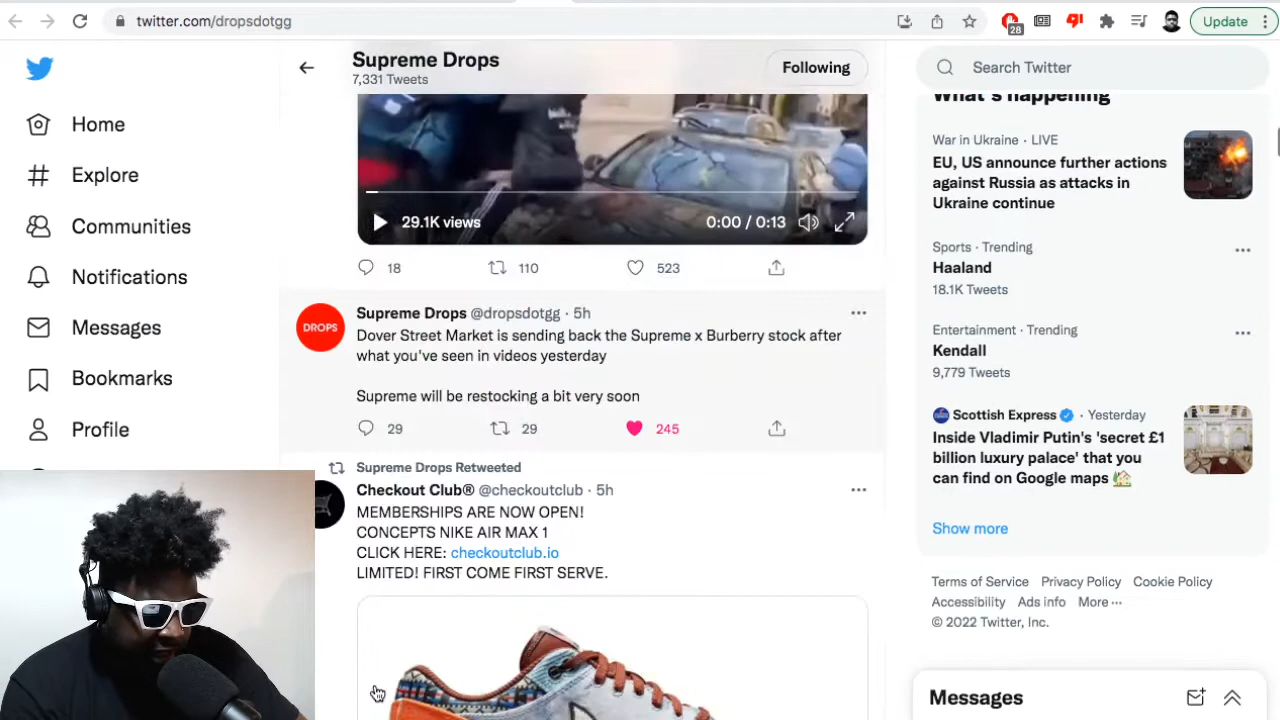 twitter.com/dropsdotgg
28
Update
Supreme Drops
7,331 Tweets
Following
Search Twitter
Home
Explore
Communities
Notifications
Messages
Bookmarks
Profile
29.1K views
0:00 / 0:13
18
110
523
DROPS
Supreme Drops @dropsdotgg · 5h
Dover Street Market is sending back the Supreme x Burberry stock after
what you've seen in videos yesterday
Supreme will be restocking a bit very soon
29
29
245
Supreme Drops Retweeted
Checkout Club® @checkoutclub · 5h
MEMBERSHIPS ARE NOW OPEN!
CONCEPTS NIKE AIR MAX 1
CLICK HERE: checkoutclub.io
LIMITED! FIRST COME FIRST SERVE.
What's happening
War in Ukraine · LIVE
EU, US announce further actions
against Russia as attacks in
Ukraine continue
Sports · Trending
Haaland
18.1K Tweets
Entertainment · Trending
Kendall
9,779 Tweets
Scottish Express · Yesterday
Inside Vladimir Putin's 'secret £1
billion luxury palace' that you
can find on Google maps 🏡
Show more
Terms of Service Privacy Policy Cookie Policy
Accessibility Ads info More ···
© 2022 Twitter, Inc.
Messages